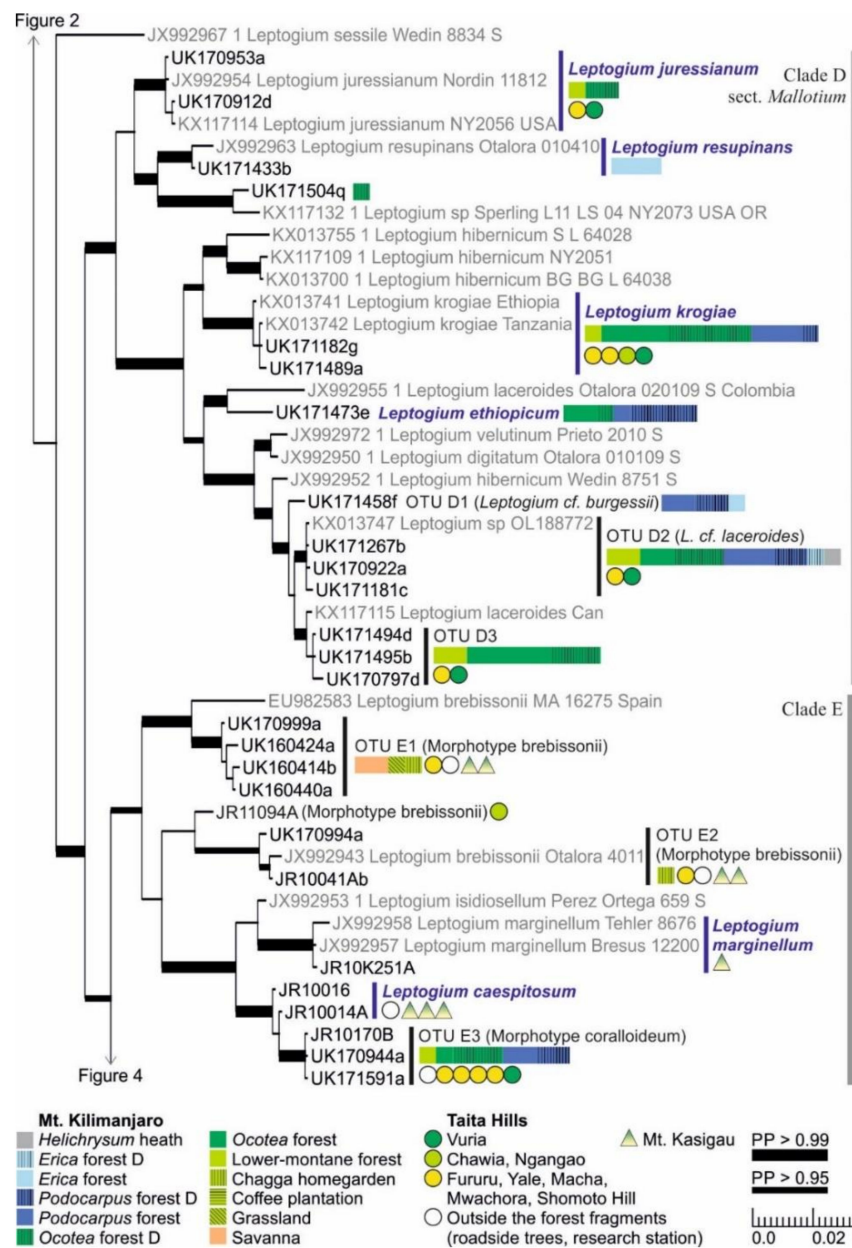 Figure 2
JX992967 1 Leptogium sessile Wedin 8834 S
UK170953a
JX992954 Leptogium juressianum Nordin 11812
UK170912d
KX117114 Leptogium juressianum NY2056 USA
Leptogium juressianum
Clade D
sect. Mallotium
JX992963 Leptogium resupinans Otalora 010410
UK171433b
Leptogium resupinans
UK171504q
KX117132 1 Leptogium sp Sperling L11 LS 04 NY2073 USA OR
KX013755 1 Leptogium hibernicum S L 64028
KX117109 1 Leptogium hibernicum NY2051
KX013700 1 Leptogium hibernicum BG BG L 64038
KX013741 Leptogium krogiae Ethiopia
KX013742 Leptogium krogiae Tanzania
UK171182g
UK171489a
Leptogium krogiae
JX992955 1 Leptogium laceroides Otalora 020109 S Colombia
UK171473e Leptogium ethiopicum
JX992972 1 Leptogium velutinum Prieto 2010 S
JX992950 1 Leptogium digitatum Otalora 010109 S
JX992952 1 Leptogium hibernicum Wedin 8751 S
UK171458f OTU D1 (Leptogium cf. burgessii)
KX013747 Leptogium sp OL188772
UK171267b
UK170922a
UK171181c
OTU D2 (L. cf. laceroides)
KX117115 Leptogium laceroides Can
UK171494d
UK171495b
UK170797d
OTU D3
EU982583 Leptogium brebissonii MA 16275 Spain
Clade E
UK170999a
UK160424a
UK160414b
UK160440a
OTU E1 (Morphotype brebissonii)
JR11094A (Morphotype brebissonii)
UK170994a
JX992943 Leptogium brebissonii Otalora 4011
JR10041Ab
OTU E2
(Morphotype brebissonii)
JX992953 1 Leptogium isidiosellum Perez Ortega 659 S
JX992958 Leptogium marginellum Tehler 8676
JX992957 Leptogium marginellum Bresus 12200
JR10K251A
Leptogium
marginellum
JR10016
JR10014A
Leptogium caespitosum
JR10170B
UK170944a
UK171591a
OTU E3 (Morphotype coralloideum)
Figure 4
Mt. Kilimanjaro
Helichrysum heath
Erica forest D
Erica forest
Podocarpus forest D
Podocarpus forest
Ocotea forest D
Ocotea forest
Lower-montane forest
Chagga homegarden
Coffee plantation
Grassland
Savanna
Taita Hills
Vuria
Chawia, Ngangao
Fururu, Yale, Macha,
Mwachora, Shomoto Hill
Outside the forest fragments
(roadside trees, research station)
Mt. Kasigau
PP > 0.99
PP > 0.95
0.0 0.02